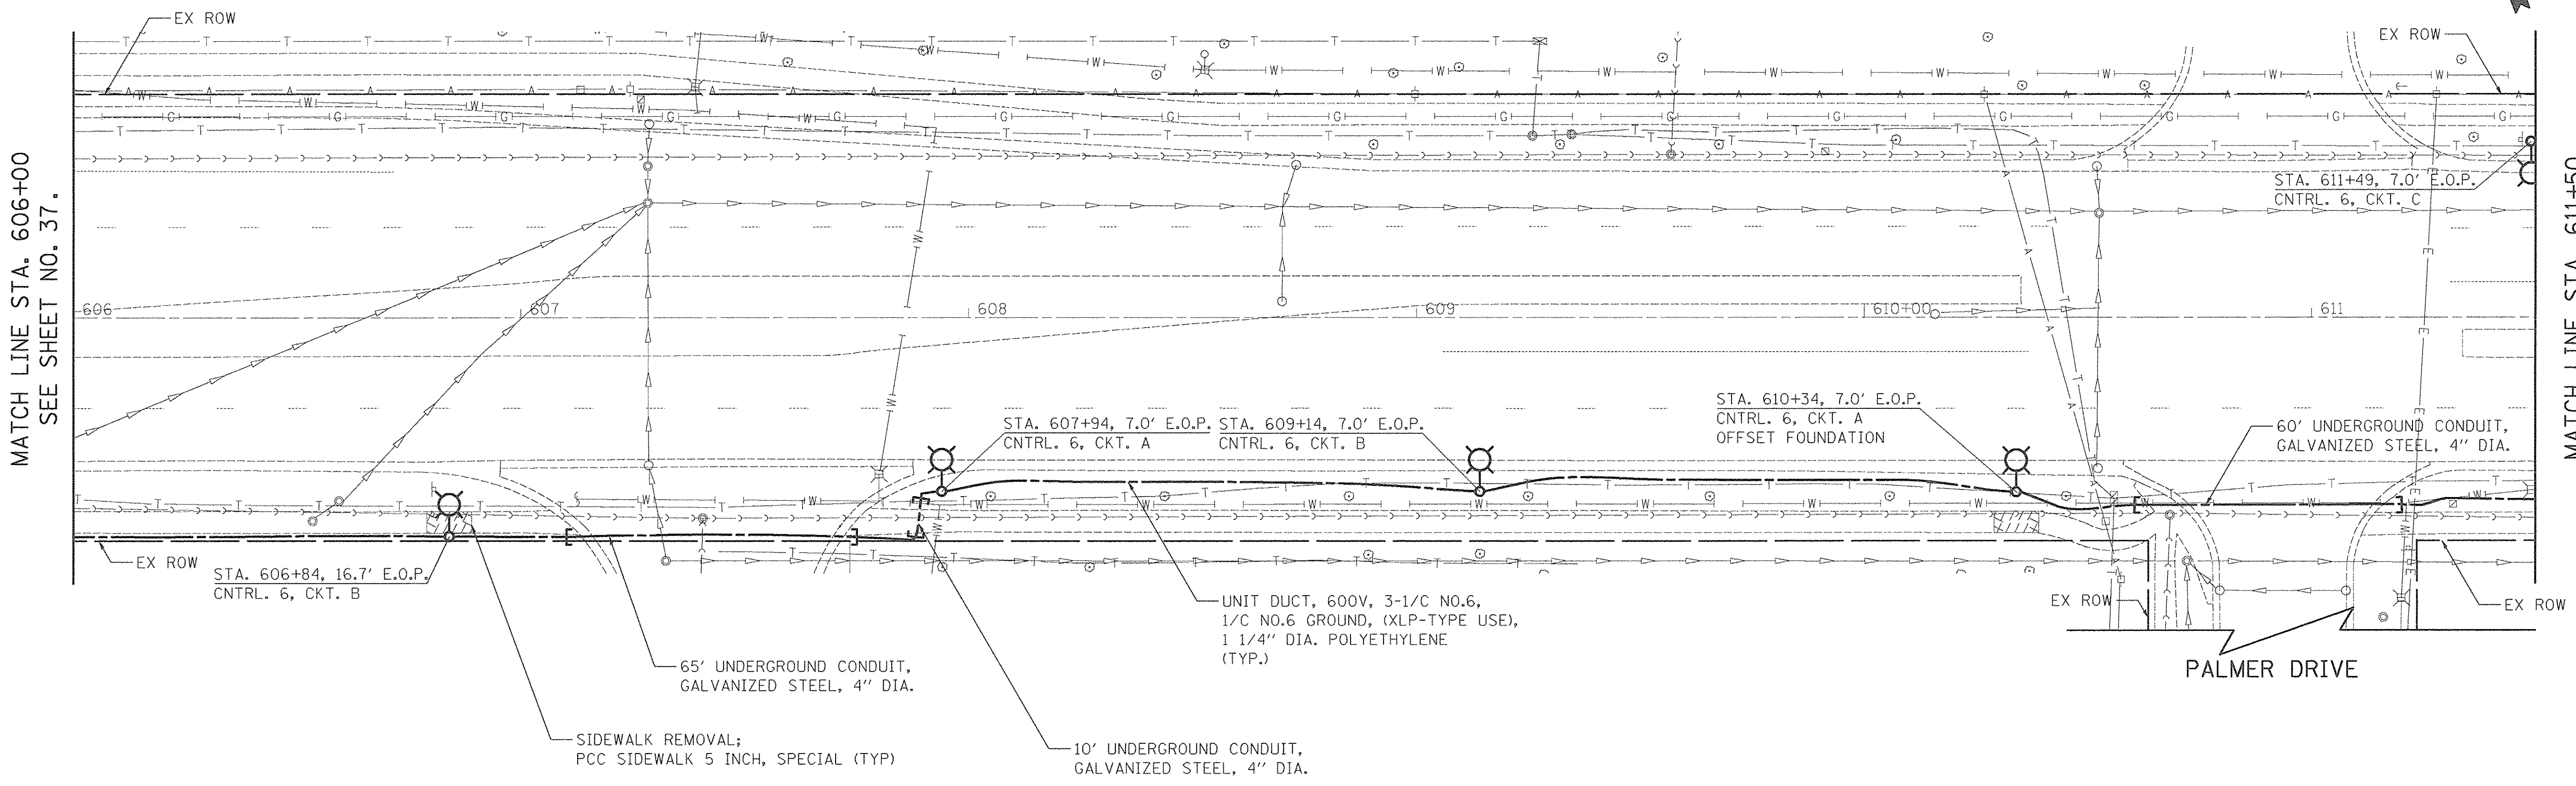 EX ROW
EX ROW
MATCH LINE STA. 606+00
SEE SHEET NO. 37.
STA. 611+49, 7.0' E.O.P.
CNTRL. 6, CKT. C
606
607
608
609
610+00
611
MATCH LINE STA. 611+50
STA. 607+94, 7.0' E.O.P.
CNTRL. 6, CKT. A
STA. 609+14, 7.0' E.O.P.
CNTRL. 6, CKT. B
STA. 610+34, 7.0' E.O.P.
CNTRL. 6, CKT. A
OFFSET FOUNDATION
60' UNDERGROUND CONDUIT,
GALVANIZED STEEL, 4" DIA.
EX ROW
STA. 606+84, 16.7' E.O.P.
CNTRL. 6, CKT. B
UNIT DUCT, 600V, 3-1/C NO.6,
1/C NO.6 GROUND, (XLP-TYPE USE),
1 1/4" DIA. POLYETHYLENE
(TYP.)
EX ROW
EX ROW
65' UNDERGROUND CONDUIT,
GALVANIZED STEEL, 4" DIA.
PALMER DRIVE
SIDEWALK REMOVAL;
PCC SIDEWALK 5 INCH, SPECIAL (TYP)
10' UNDERGROUND CONDUIT,
GALVANIZED STEEL, 4" DIA.